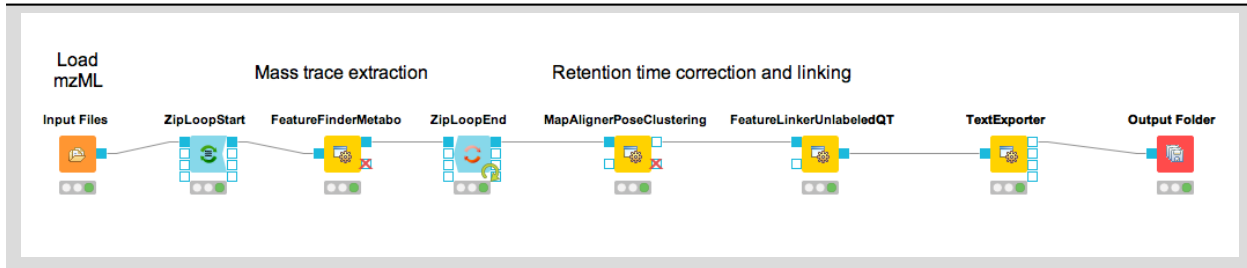 Load
mzML
Mass trace extraction
Retention time correction and linking
Input Files
ZipLoopStart
FeatureFinderMetabo
ZipLoopEnd
MapAlignerPoseClustering
FeatureLinkerUnlabeledQT
TextExporter
Output Folder